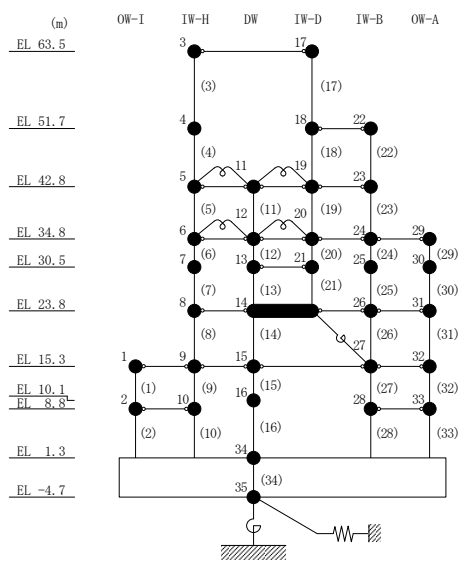 (m) OW-I IW-H DW IW-D IW-B OW-A
EL 63.5 3 17
(3) (17)
EL 51.7 4 18 22
(4) 11 19 (18) (22)
EL 42.8 5 23
(5) 12 (11) 20 (19) (23)
EL 34.8 6 24 29
(6) (12) (20) (24) (29)
EL 30.5 7 13 21 25 30
(7) (13) (21) (25) (30)
EL 23.8 8 14 26 31
(8) (14) (26) (31)
27
EL 15.3 1 9 15 32
(1) (9) (15) (27) (32)
EL 10.1 16
EL 8.8 2 10 28 33
(2) (10) (16) (28) (33)
EL 1.3 34
(34)
EL -4.7 35